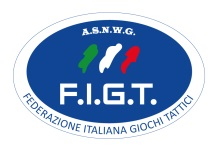 A.S.N.W.G.
F.I.G.T.
FEDERAZIONE ITALIANA GIOCHI TATTICI